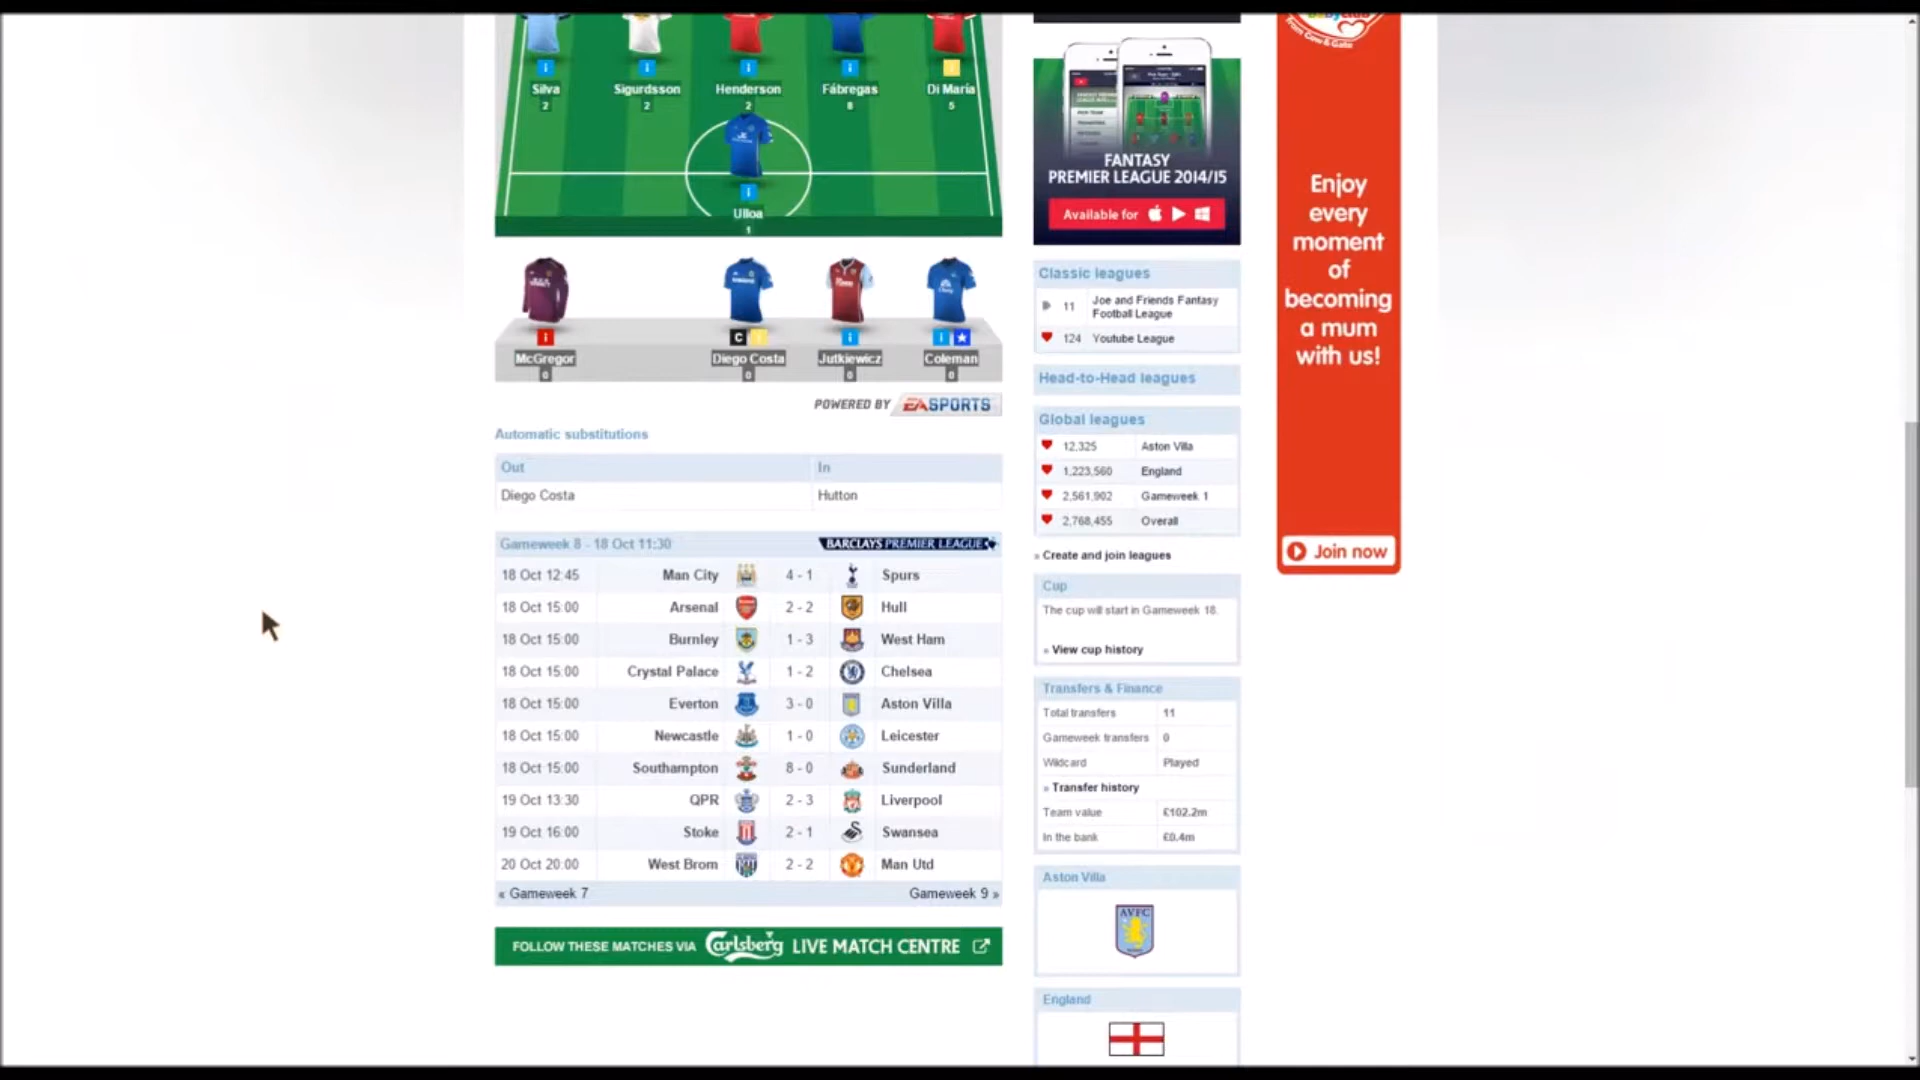 Silva
Sigurdsson
Henderson
Fábregas
Di María
2
2
2
8
5
Ulloa
1
McGregor
C
Diego Costa
Jutkiewicz
Coleman
0
0
0
0
POWERED BY EA SPORTS
Automatic substitutions
Out In
Diego Costa Hutton
Gameweek 8 - 18 Oct 11:30 BARCLAYS PREMIER LEAGUE
18 Oct 12:45 Man City 4 - 1 Spurs
18 Oct 15:00 Arsenal 2 - 2 Hull
18 Oct 15:00 Burnley 1 - 3 West Ham
18 Oct 15:00 Crystal Palace 1 - 2 Chelsea
18 Oct 15:00 Everton 3 - 0 Aston Villa
18 Oct 15:00 Newcastle 1 - 0 Leicester
18 Oct 15:00 Southampton 8 - 0 Sunderland
19 Oct 13:30 QPR 2 - 3 Liverpool
19 Oct 16:00 Stoke 2 - 1 Swansea
20 Oct 20:00 West Brom 2 - 2 Man Utd
« Gameweek 7 Gameweek 9 »
FOLLOW THESE MATCHES VIA Carlsberg LIVE MATCH CENTRE
FANTASY
PREMIER LEAGUE 2014/15
Available for
Classic leagues
11 Joe and Friends Fantasy
Football League
124 Youtube League
Head-to-Head leagues
Global leagues
12,325 Aston Villa
1,223,560 England
2,561,902 Gameweek 1
2,768,455 Overall
» Create and join leagues
Cup
The cup will start in Gameweek 18.
» View cup history
Transfers & Finance
Total transfers 11
Gameweek transfers 0
Wildcard Played
» Transfer history
Team value £102.2m
In the bank £0.4m
Aston Villa
AVFC
England
from Cow & Gate
Enjoy
every
moment
of
becoming
a mum
with us!
Join now